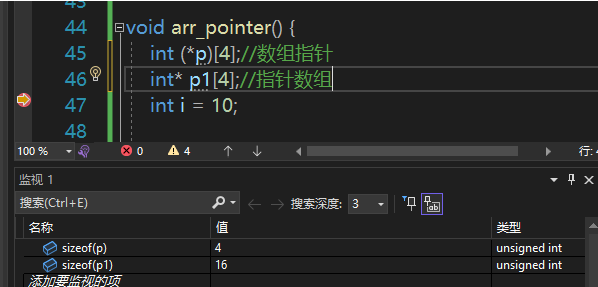 44 void arr_pointer() {
45 int (*p)[4];//数组指针
46 int* p1[4];//指针数组
47 int i = 10;
48
100 % 0 4 行:
监视 1
搜索(Ctrl+E) 搜索深度: 3
名称 值 类型
sizeof(p) 4 unsigned int
sizeof(p1) 16 unsigned int
添加要监视的项